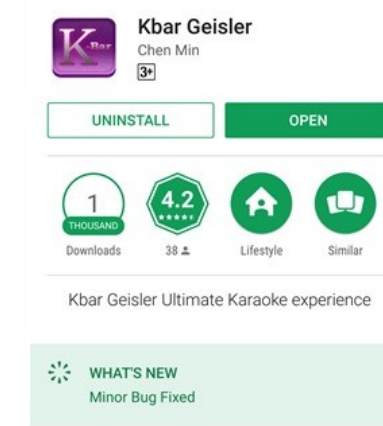 K-Bar
Kbar Geisler
Chen Min
3+
UNINSTALL
OPEN
1
THOUSAND
Downloads
4.2
38
Lifestyle
Similar
Kbar Geisler Ultimate Karaoke experience
WHAT'S NEW
Minor Bug Fixed